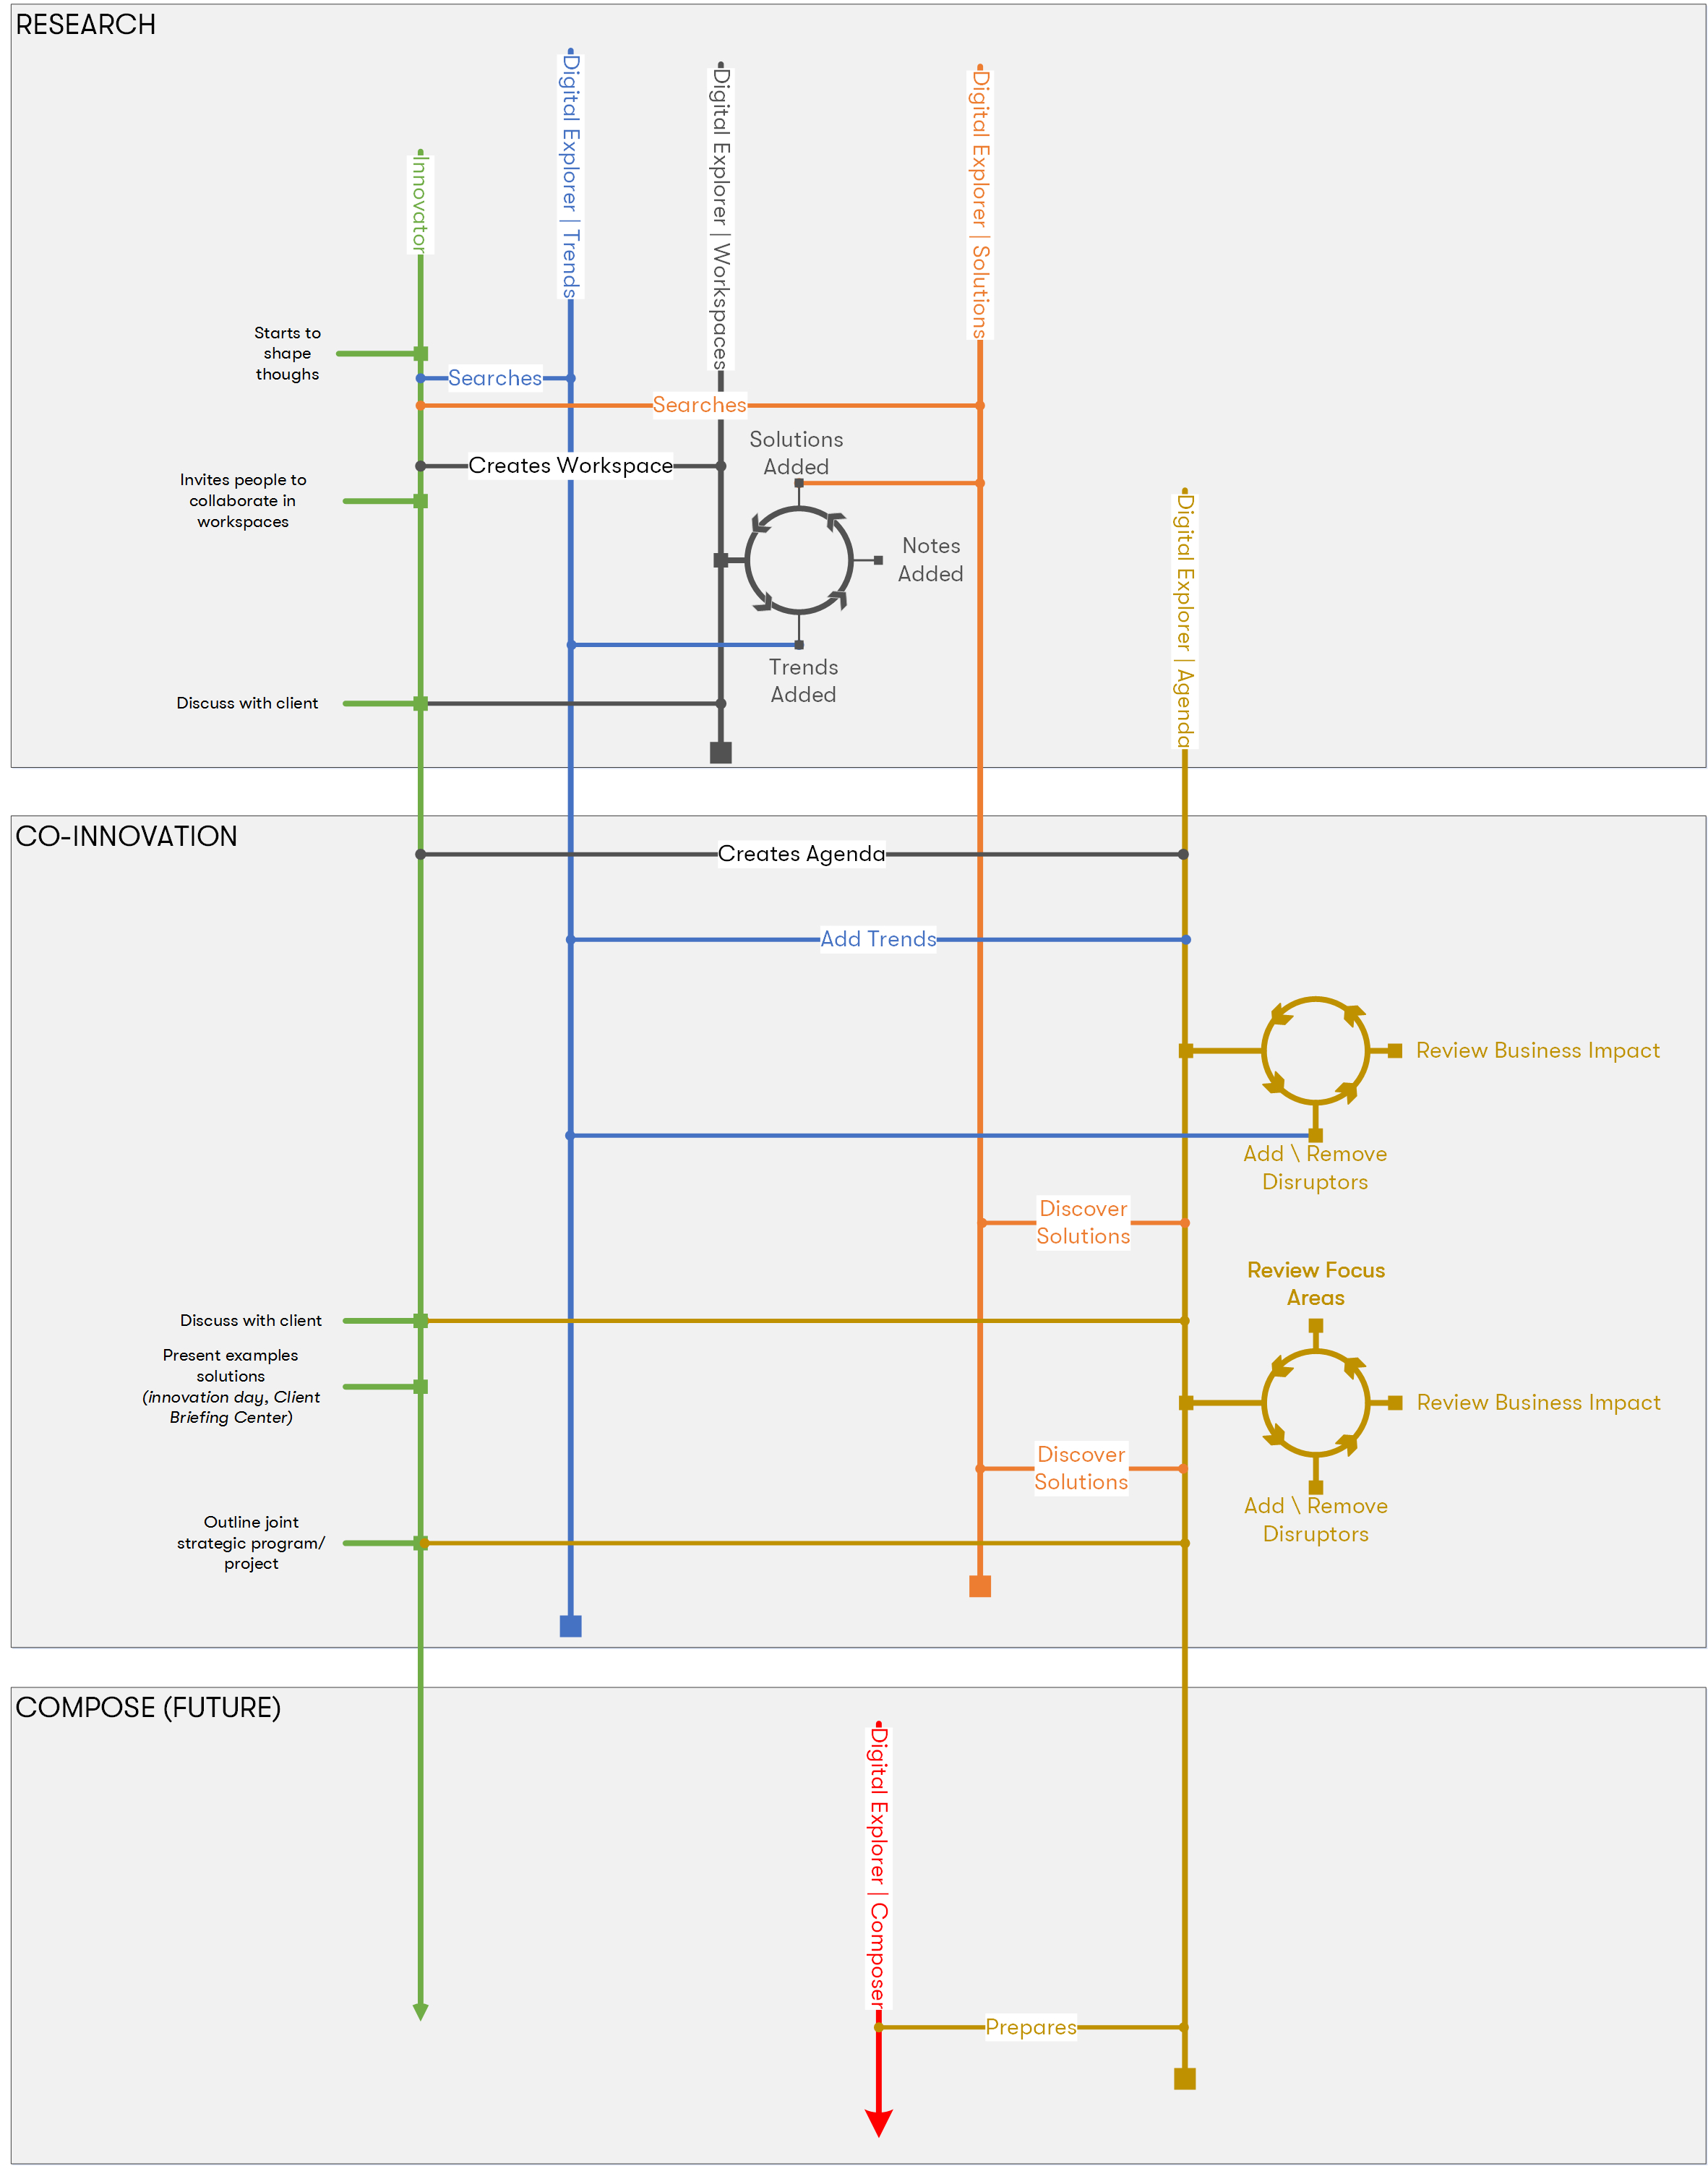 RESEARCH
Digital Explorer | Trends
Digital Explorer | Workspaces
Digital Explorer | Solutions
Innovator
Starts to
shape
thoughs
Searches
Searches
Solutions
Added
Creates Workspace
Invites people to
collaborate in
workspaces
Digital Explorer | Agenda
Notes
Added
Trends
Added
Discuss with client
CO-INNOVATION
Creates Agenda
Add Trends
Review Business Impact
Add \ Remove
Disruptors
Discover
Solutions
Review Focus
Areas
Discuss with client
Present examples
solutions
(innovation day, Client
Briefing Center)
Review Business Impact
Discover
Solutions
Add \ Remove
Disruptors
Outline joint
strategic program/
project
COMPOSE (FUTURE)
Digital Explorer | Composer
Prepares